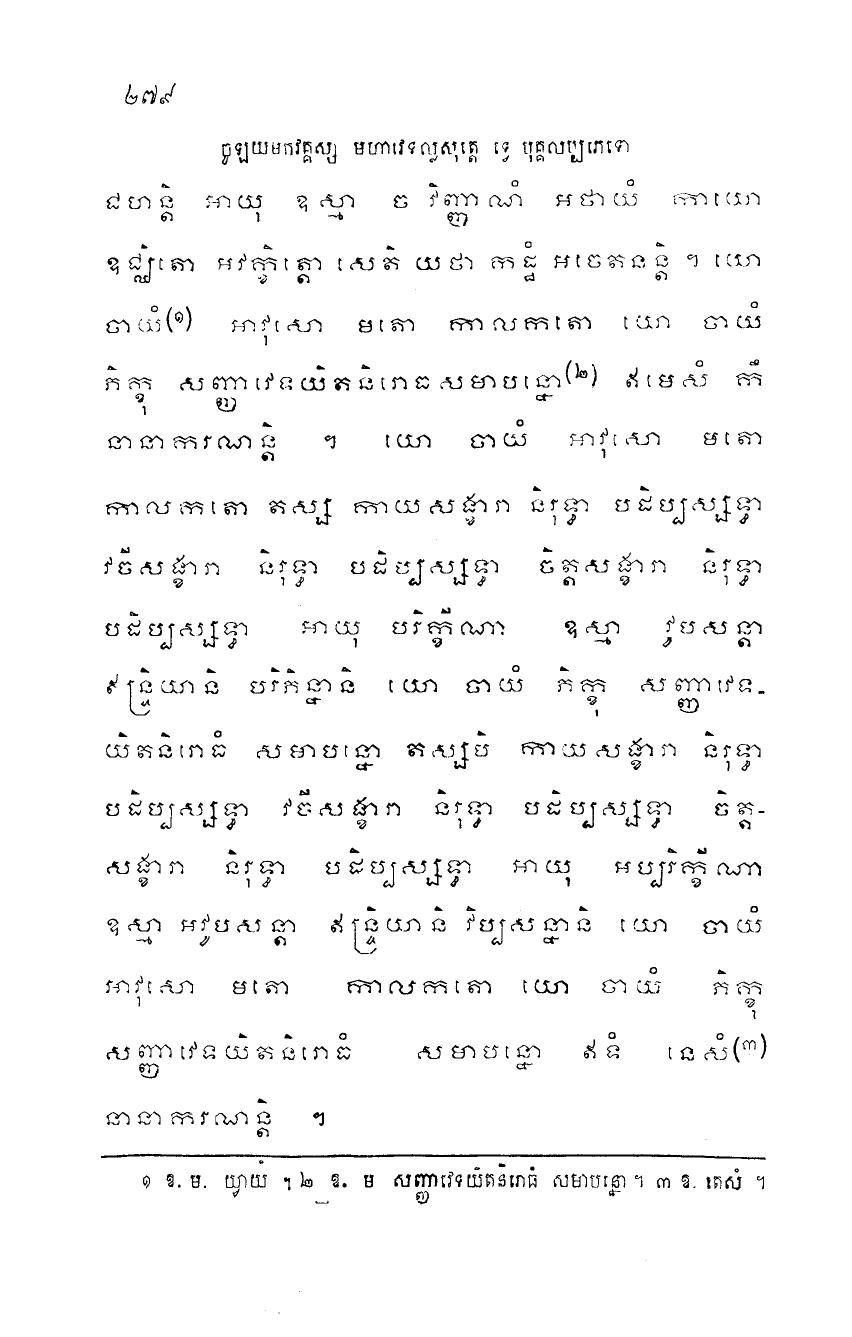 ២៧៩
ចូឡយមកវគ្គស្ស មហាវេទល្លសុត្តេ ទ្វេ បុគ្គលប្បភេទោ
ជហន្តិ អាយុ ឧស្មា ច វិញ្ញាណំ អថាយំ កាយោ
ឧជ្ឈិតោ អវក្ខិត្តោ សេតិ យថា កដ្ឋំ អចេតនន្តិ ។ យោ
ចាយំ(១) អាវុសោ មតោ កាលកតោ យោ ចាយំ
ភិក្ខុ សញ្ញាវេទយិតនិរោធសមាបន្នោ(២) ឥមេសំ កឹ
នានាករណន្តិ ។ យោ ចាយំ អាវុសោ មតោ
កាលកតោ តស្ស កាយសង្ខារា និរុទ្ធា បដិប្បស្សទ្ធា
វចីសង្ខារា និរុទ្ធា បដិប្បស្សទ្ធា ចិត្តសង្ខារា និរុទ្ធា
បដិប្បស្សទ្ធា អាយុ បរិក្ខីណា ឧស្មា វូបសន្តា
ឥន្ទ្រិយានិ បរិភិន្នានិ យោ ចាយំ ភិក្ខុ សញ្ញាវេទ-
យិតនិរោធំ សមាបន្នោ តស្សបិ កាយសង្ខារា និរុទ្ធា
បដិប្បស្សទ្ធា វចីសង្ខារា និរុទ្ធា បដិប្បស្សទ្ធា ចិត្ត-
សង្ខារា និរុទ្ធា បដិប្បស្សទ្ធា អាយុ អប្បរិក្ខីណា
ឧស្មា អវូបសន្តា ឥន្ទ្រិយានិ វិប្បសន្នានិ យោ ចាយំ
អាវុសោ មតោ កាលកតោ យោ ចាយំ ភិក្ខុ
សញ្ញាវេទយិតនិរោធំ សមាបន្នោ ឥទំ នេសំ(៣)
នានាករណន្តិ ។
១ ឱ. ម. យ្វាយំ ។ ២ ឱ. ម សញ្ញាវេទយិតនិរោធំ សមាបន្នោ ។ ៣ ឱ. តេសំ ។